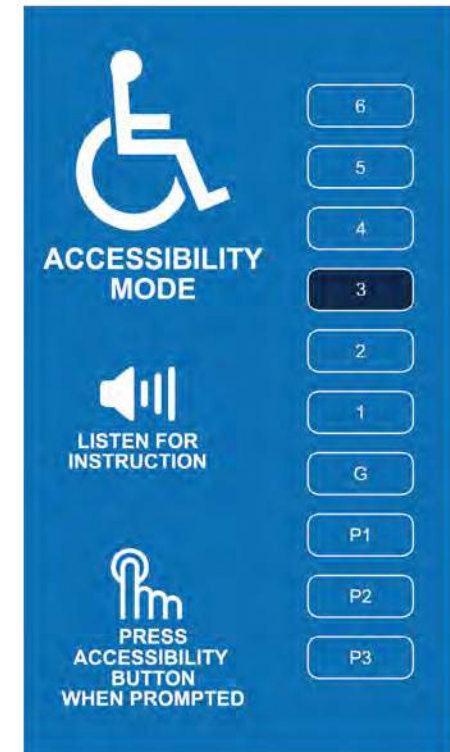 ACCESSIBILITY
MODE
LISTEN FOR
INSTRUCTION
PRESS
ACCESSIBILITY
BUTTON
WHEN PROMPTED
6
5
4
3
2
1
G
P1
P2
P3